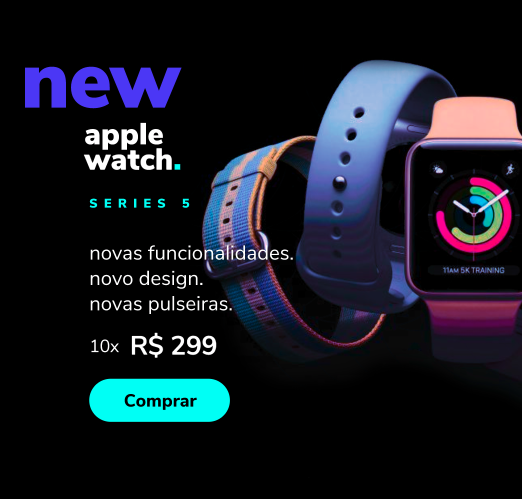 new
apple
watch.
SERIES 5
novas funcionalidades.
novo design.
novas pulseiras.
10x R$ 299
Comprar
11AM 5K TRAINING